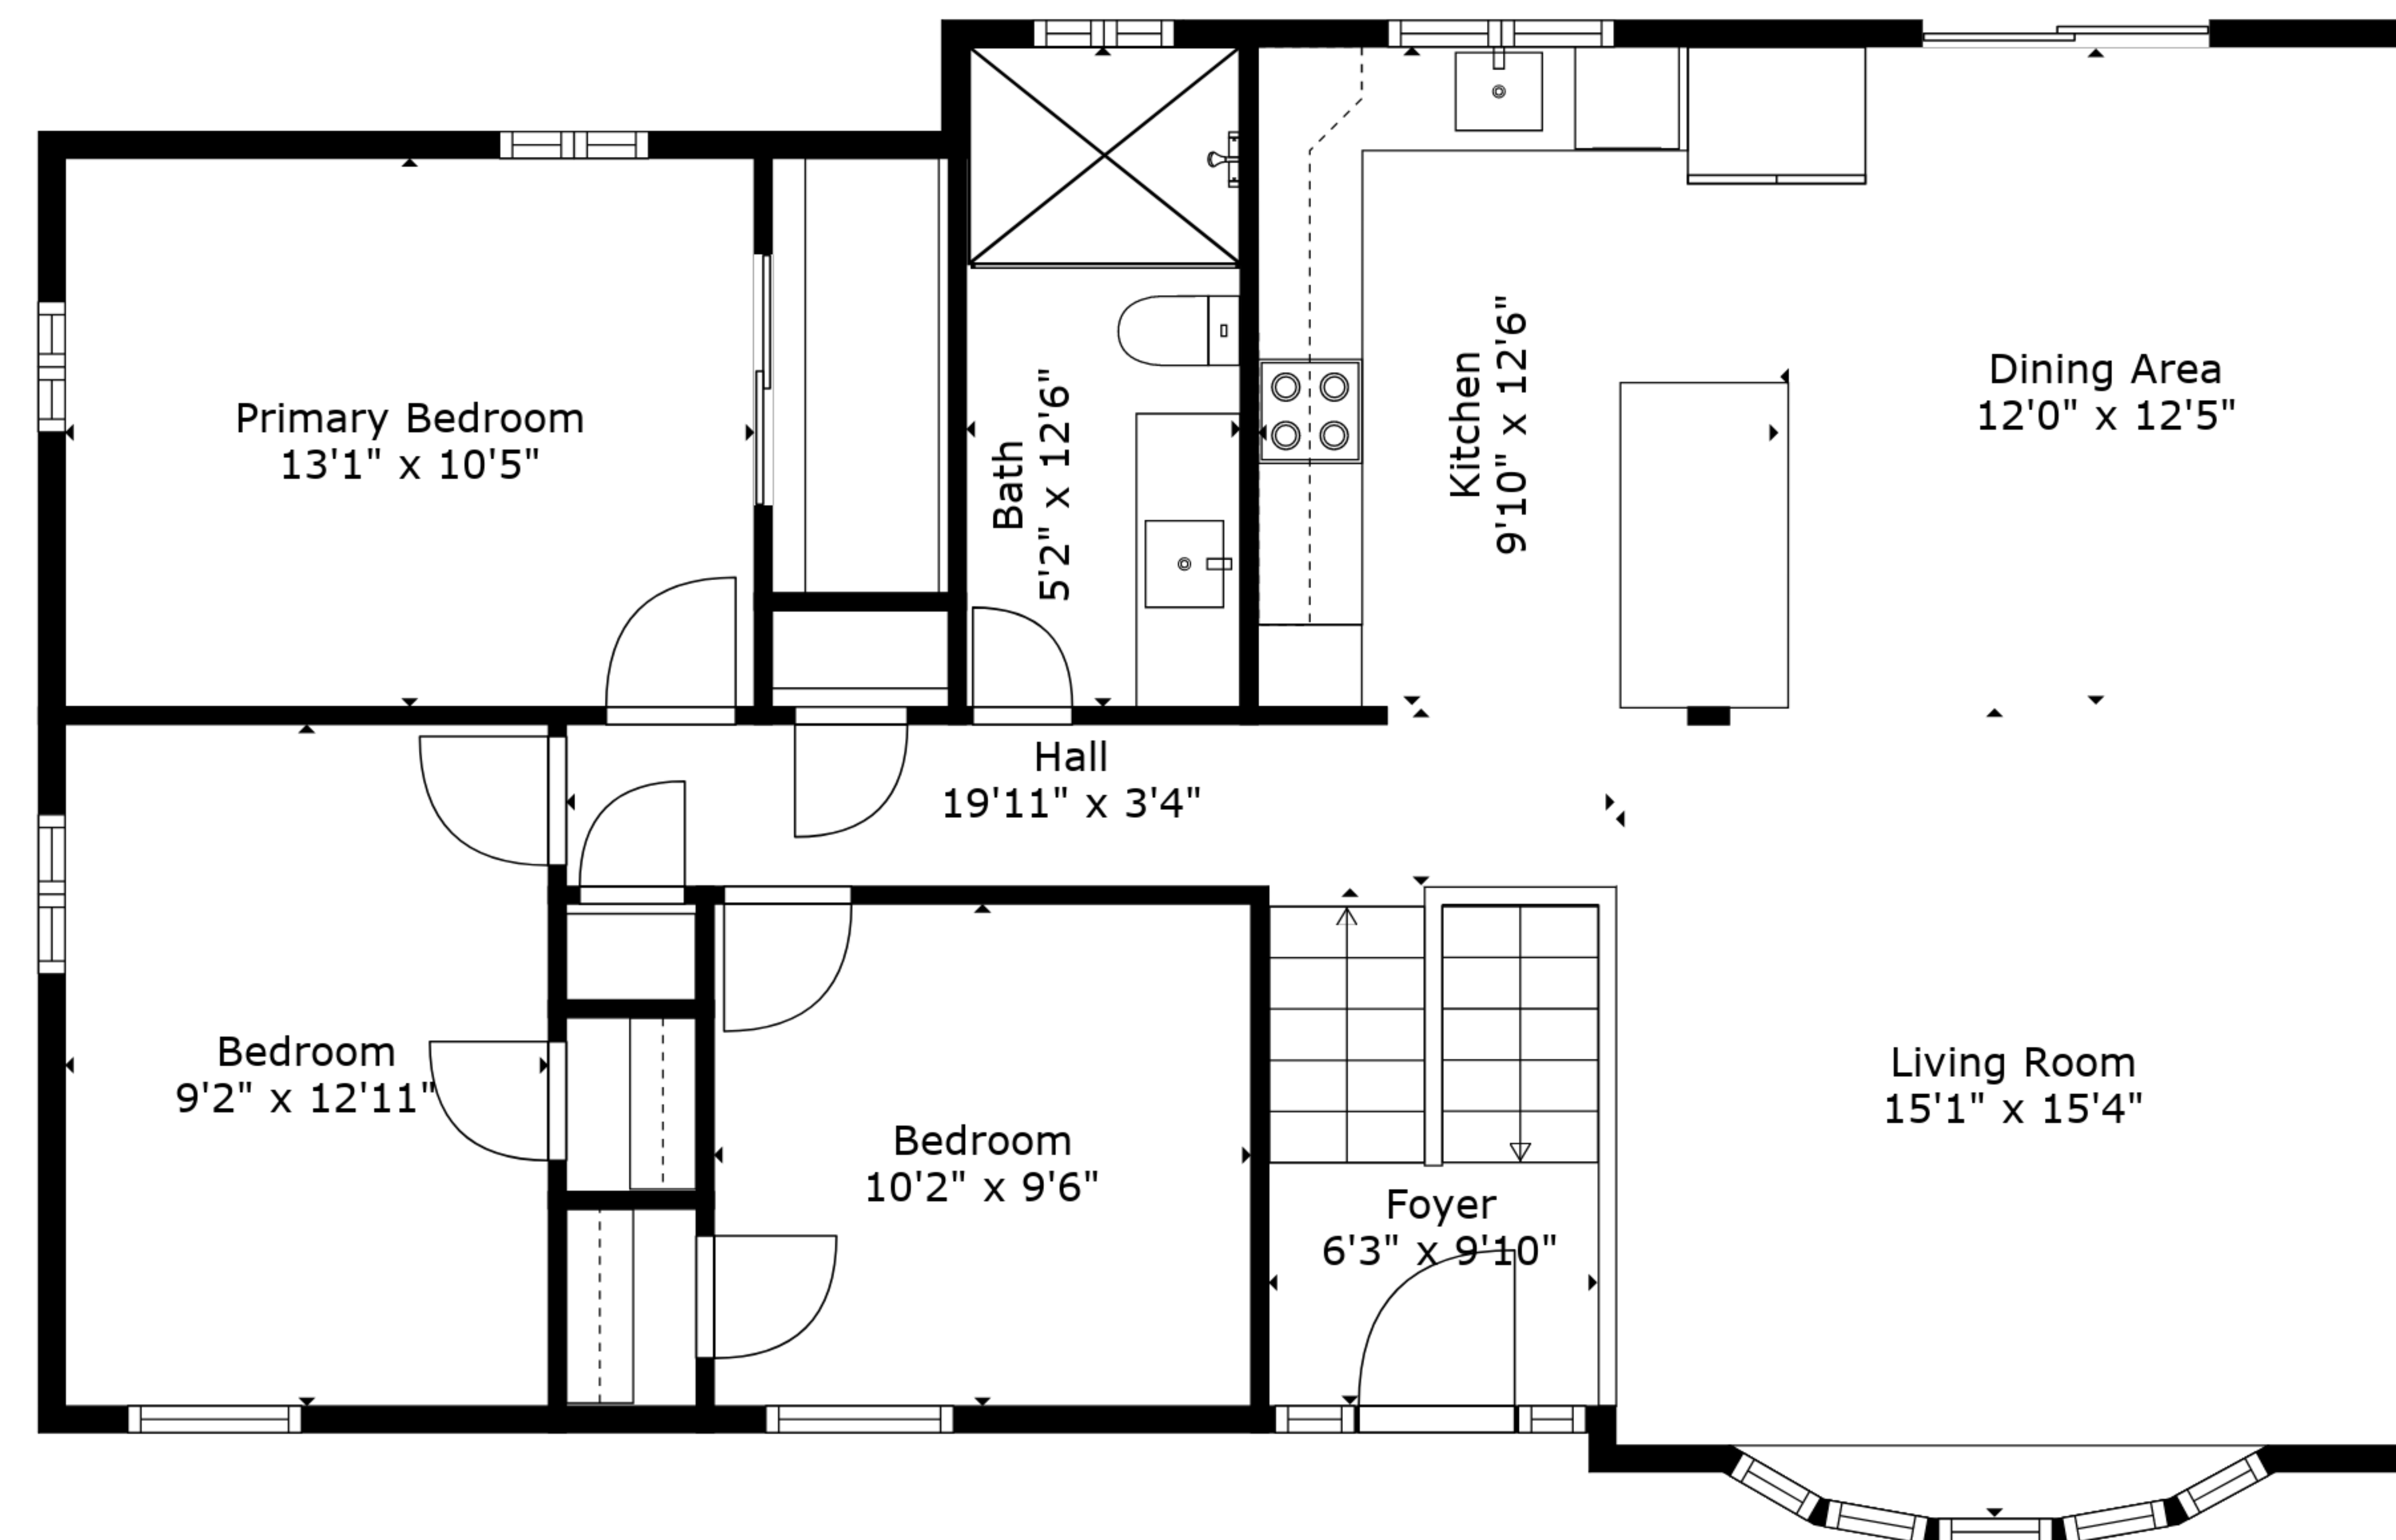 Primary Bedroom
13'1" x 10'5"
Bath
5'2" x 12'6"
Kitchen
9'10" x 12'6"
Dining Area
12'0" x 12'5"
Hall
19'11" x 3'4"
Bedroom
9'2" x 12'11"
Bedroom
10'2" x 9'6"
Foyer
6'3" x 9'10"
Living Room
15'1" x 15'4"